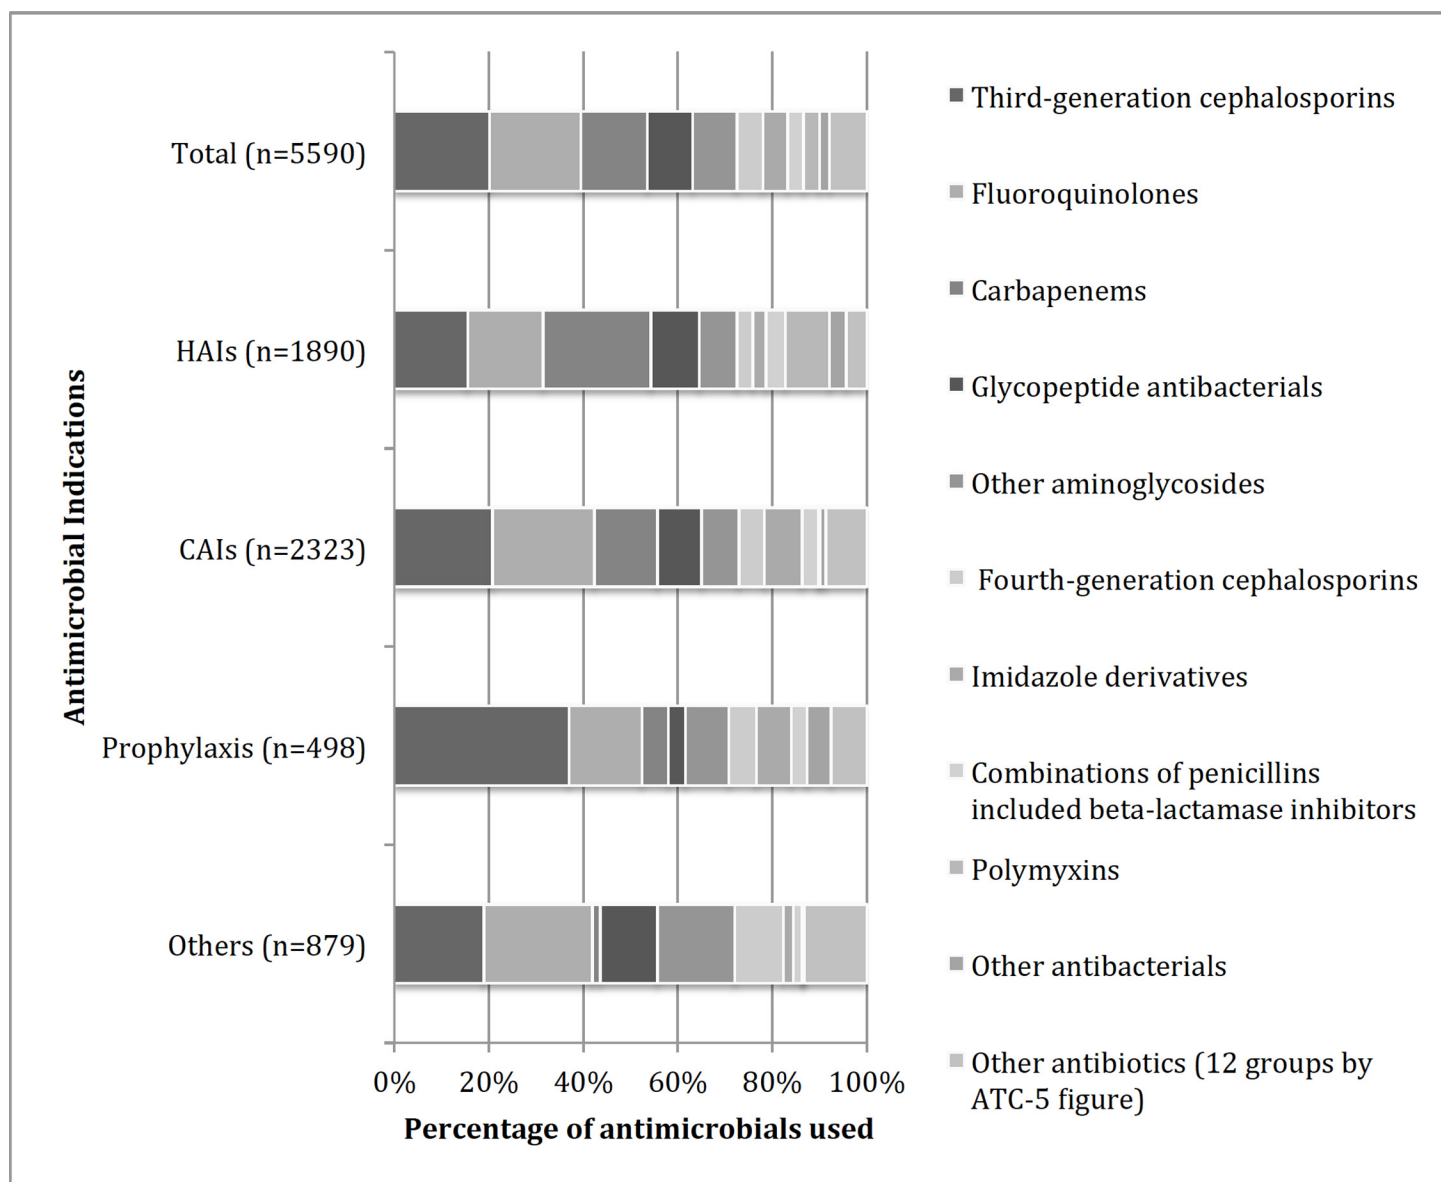 Third-generation cephalosporins
Fluoroquinolones
Carbapenems
Glycopeptide antibacterials
Other aminoglycosides
Fourth-generation cephalosporins
Imidazole derivatives
Combinations of penicillins
included beta-lactamase inhibitors
Polymyxins
Other antibacterials
Other antibiotics (12 groups by
ATC-5 figure)
Antimicrobial Indications
Total (n=5590)
HAIs (n=1890)
CAIs (n=2323)
Prophylaxis (n=498)
Others (n=879)
0% 20% 40% 60% 80% 100%
Percentage of antimicrobials used